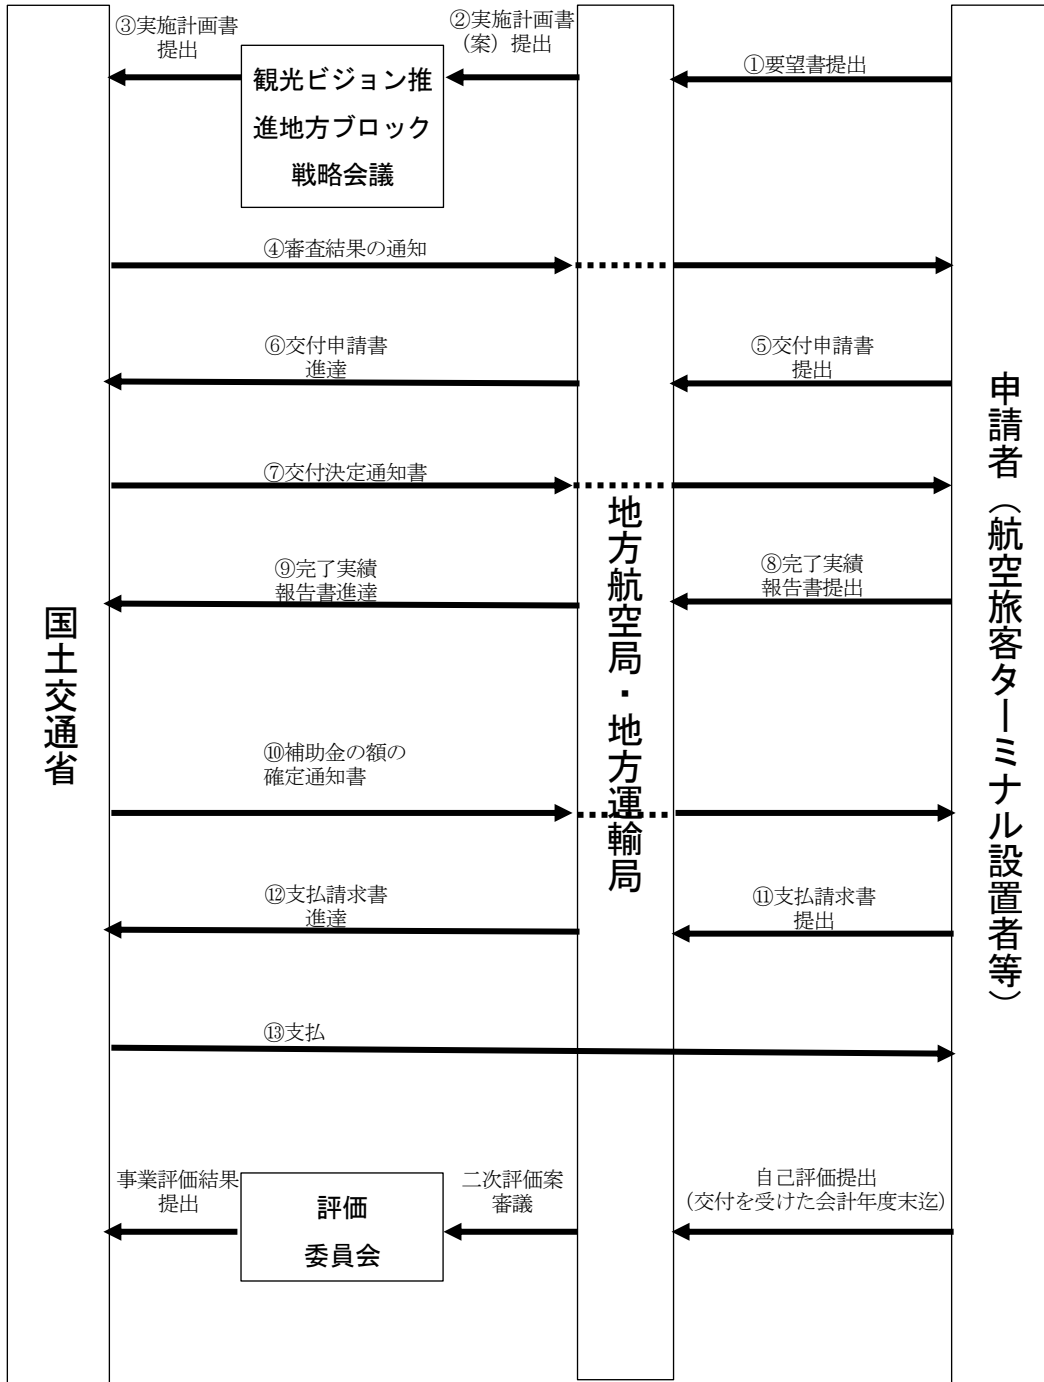 ③実施計画書
提出
②実施計画書
（案）提出
①要望書提出
観光ビジョン推
進地方ブロック
戦略会議
④審査結果の通知
⑥交付申請書
進達
⑤交付申請書
提出
⑦交付決定通知書
⑨完了実績
報告書進達
⑧完了実績
報告書提出
国土交通省
地方航空局・地方運輸局
申請者（航空旅客ターミナル設置者等）
⑩補助金の額の
確定通知書
⑫支払請求書
進達
⑪支払請求書
提出
⑬支払
事業評価結果
提出
評価
委員会
二次評価案
審議
自己評価提出
（交付を受けた会計年度末迄）